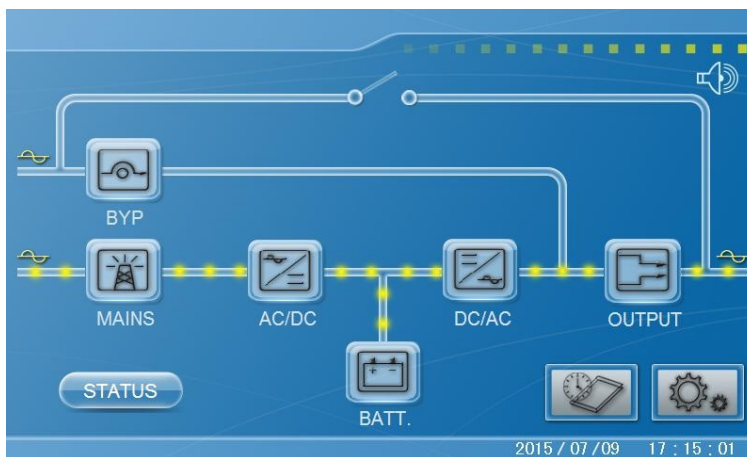 BYP
MAINS
AC/DC
DC/AC
OUTPUT
STATUS
BATT.
2015/07/09 17:15:01